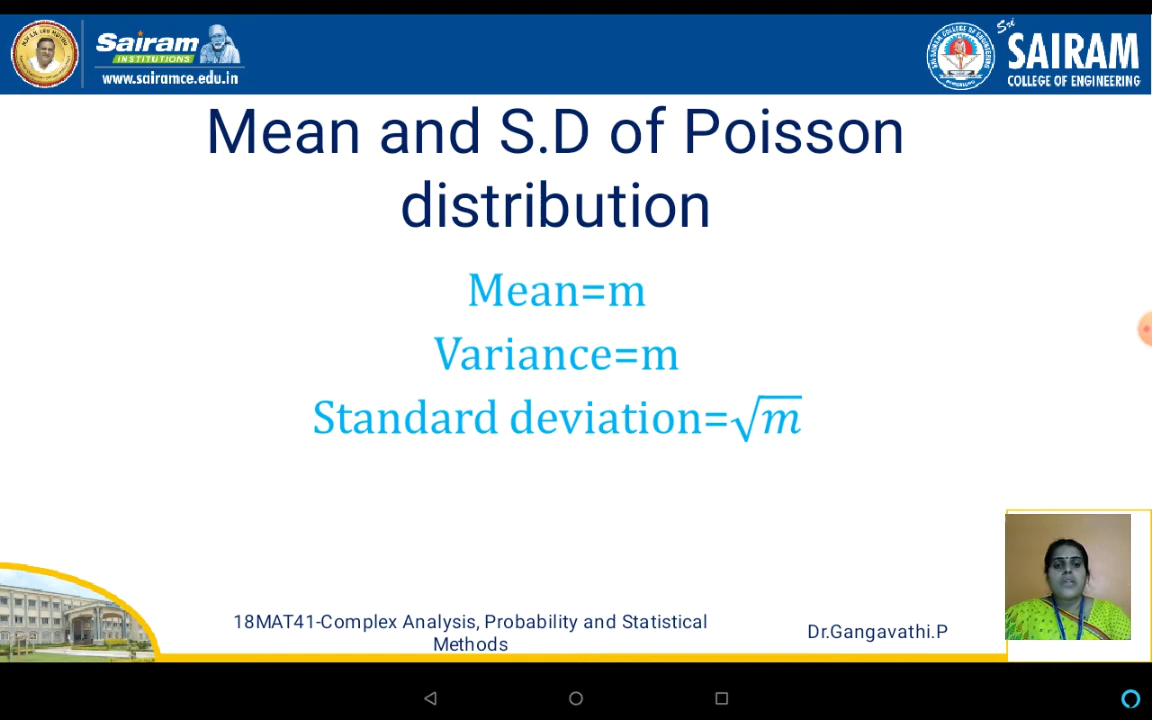 Sairam
INSTITUTIONS
www.sairamce.edu.in
Sri
SAIRAM
COLLEGE OF ENGINEERING
Mean and S.D of Poisson
distribution
Mean=m
Variance=m
Standard deviation=√m
18MAT41-Complex Analysis, Probability and Statistical
Methods
Dr.Gangavathi.P